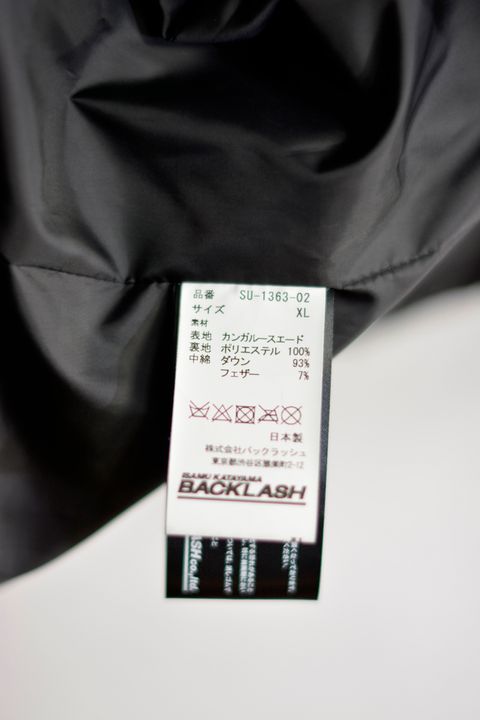 品番 SU-1363-02
サイズ XL
素材
表地 カンガルースエード
裏地 ポリエステル 100%
中綿 ダウン 93%
フェザー 7%
日本製
株式会社バックラッシュ
東京都渋谷区鶯美町2-12
ISAMU KATAYAMA
BACKLASH